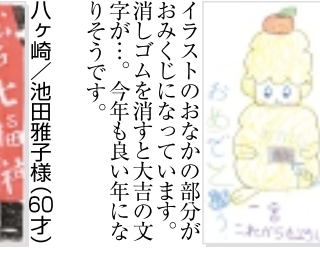 イラストのおなかの部分が
おみくじになっています。
消しゴムを消すと大吉の文
字が…。今年も良い年にな
りそうです。
八ヶ崎／池田雅子様(60才)
おめでとう